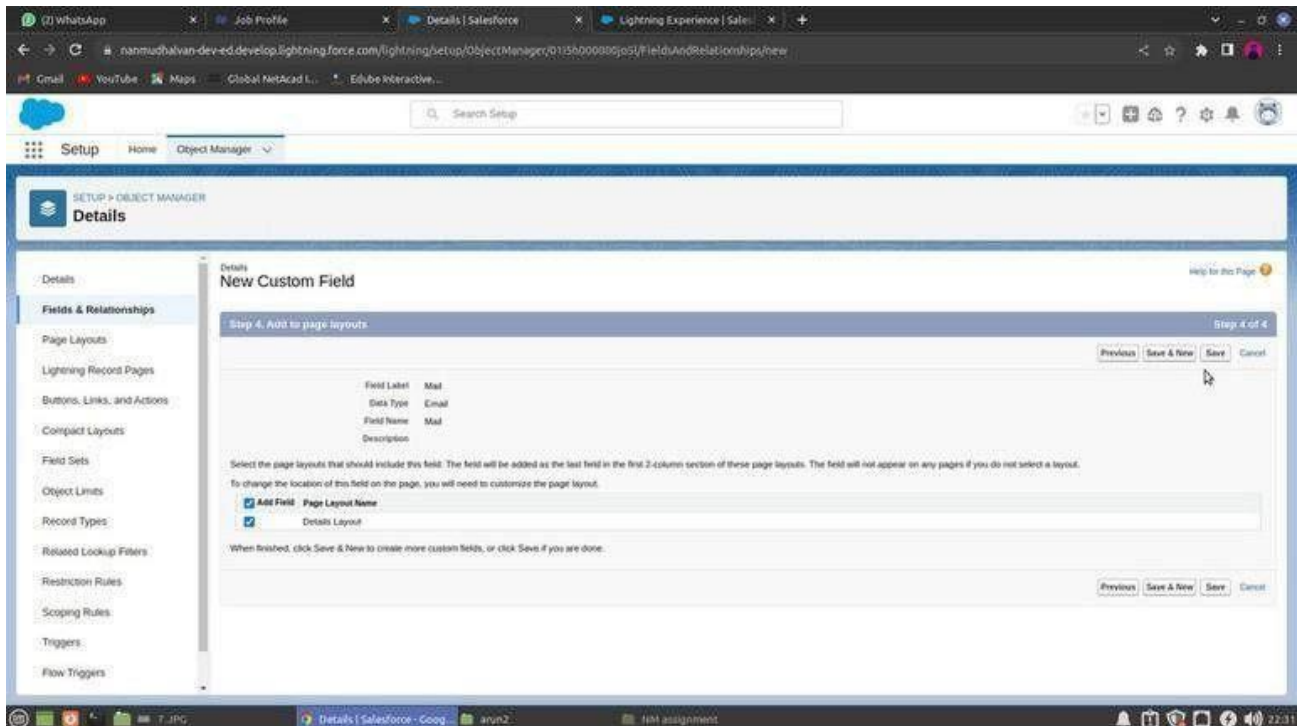 (2) WhatsApp
Job Profile
Details | Salesforce
Lightning Experience | Sales
nanmudhalvan-dev-ed.develop.lightning.force.com/lightning/setup/ObjectManager/
/FieldsAndRelationships/new
Gmail YouTube Maps Global NetAcad L... Edube Interactive...
Search Setup
Setup Home Object Manager
SETUP > OBJECT MANAGER
Details
Details
Fields & Relationships
Page Layouts
Lightning Record Pages
Buttons, Links, and Actions
Compact Layouts
Field Sets
Object Limits
Record Types
Related Lookup Filters
Restriction Rules
Scoping Rules
Triggers
Flow Triggers
Details
New Custom Field
Help for this Page
Step 4. Add to page layouts Step 4 of 4
Previous Save & New Save Cancel
Field Label Mail
Data Type Email
Field Name Mail
Description
Select the page layouts that should include this field. The field will be added as the last field in the first 2-column section of these page layouts. The field will not appear on any pages if you do not select a layout.
To change the location of this field on the page, you will need to customize the page layout.
Add Field Page Layout Name
Details Layout
When finished, click Save & New to create more custom fields, or click Save if you are done.
Previous Save & New Save Cancel
7.JPG
Details | Salesforce - Goog...
arun2
NM assignment
22:31